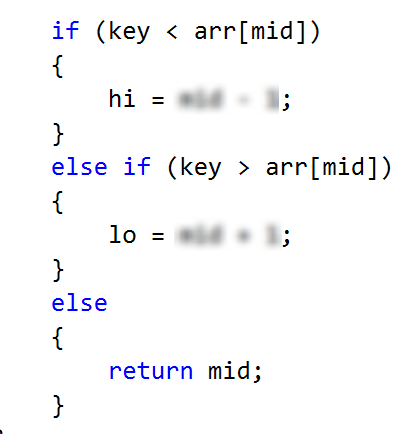 if (key < arr[mid])
{
hi = ;
}
else if (key > arr[mid])
{
lo = ;
}
else
{
return mid;
}